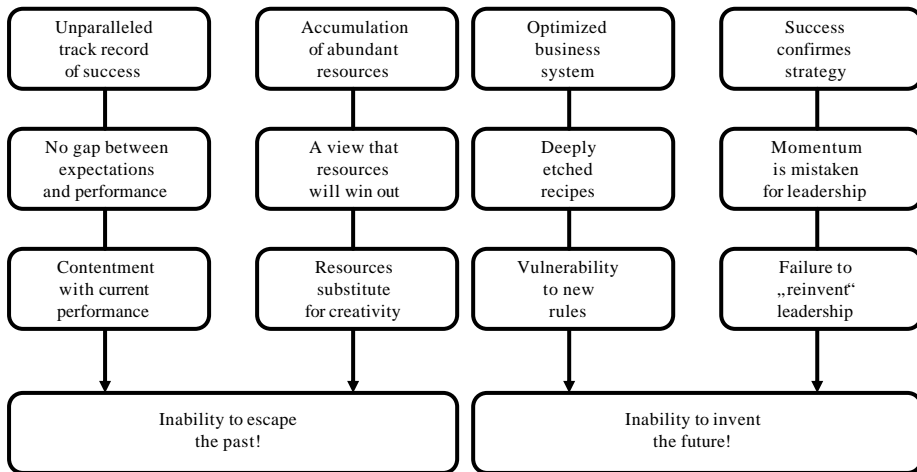 Unparalleled
track record
of success
Accumulation
of abundant
resources
Optimized
business
system
Success
confirmes
strategy
No gap between
expectations
and performance
A view that
resources
will win out
Deeply
etched
recipes
Momentum
is mistaken
for leadership
Contentment
with current
performance
Resources
substitute
for creativity
Vulnerability
to new
rules
Failure to
„reinvent“
leadership
Inability to escape
the past!
Inability to invent
the future!